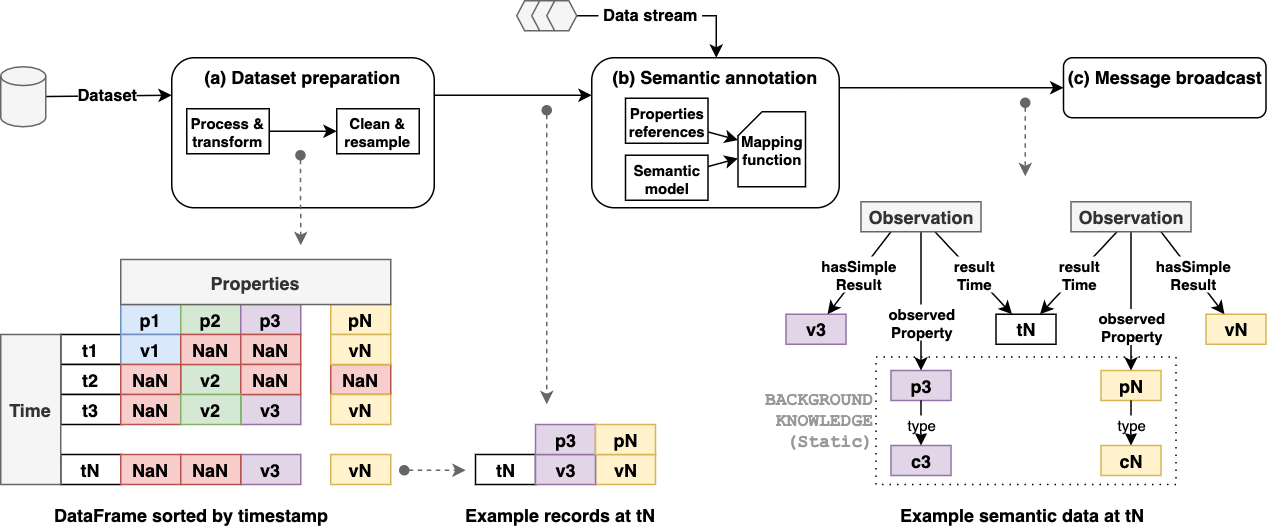 Data stream
Dataset
(a) Dataset preparation
Process &
transform
Clean &
resample
(b) Semantic annotation
Properties
references
Semantic
model
Mapping
function
(c) Message broadcast
Properties
p1 p2 p3 pN
Time
t1 v1 NaN NaN vN
t2 NaN v2 NaN NaN
t3 NaN v2 v3 vN
tN NaN NaN v3 vN
DataFrame sorted by timestamp
p3 pN
tN v3 vN
Example records at tN
Observation
Observation
hasSimple
Result
result
Time
result
Time
hasSimple
Result
v3
observed
Property
tN
observed
Property
vN
BACKGROUND
KNOWLEDGE
(Static)
p3
type
c3
pN
type
cN
Example semantic data at tN